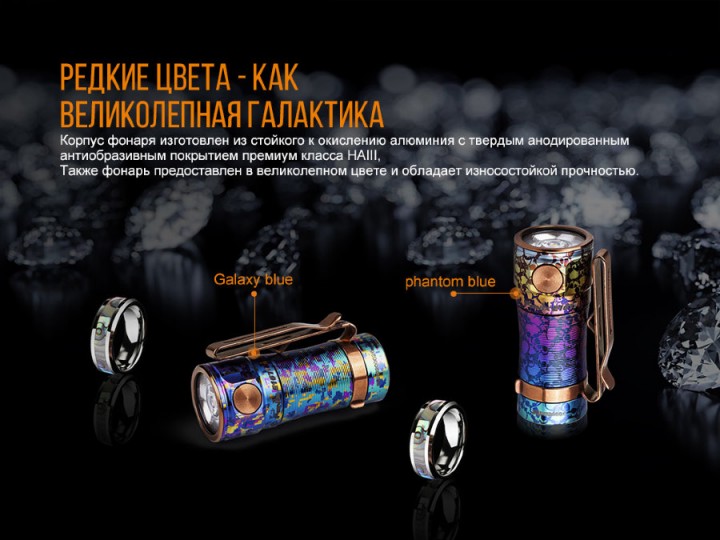 РЕДКИЕ ЦВЕТА - КАК
ВЕЛИКОЛЕПНАЯ ГАЛАКТИКА
Корпус фонаря изготовлен из стойкого к окислению алюминия с твердым анодированным
антиобразивным покрытием премиум класса HAIII,
Также фонарь предоставлен в великолепном цвете и обладает износостойкой прочностью.
Galaxy blue
phantom blue